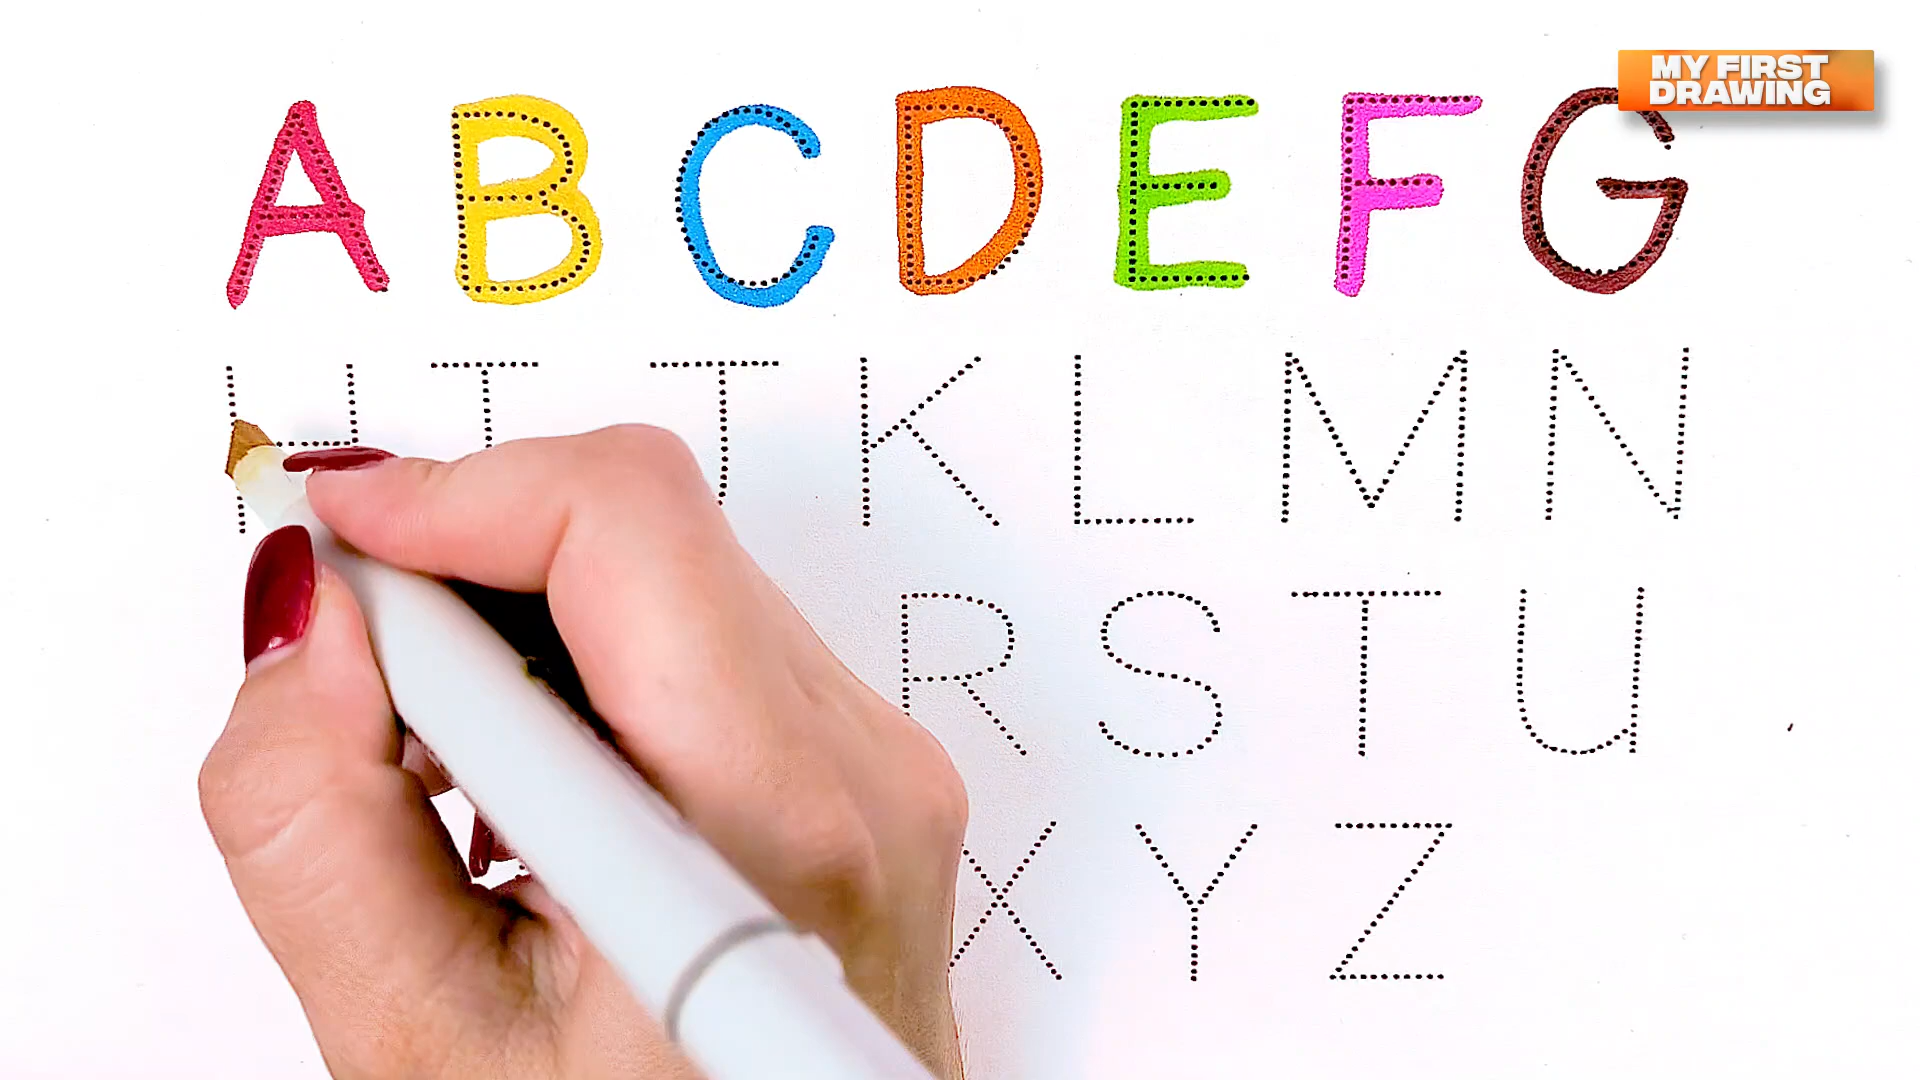 MY FIRST
DRAWING
A B C D E F G
H I J K L M N
R S T U
X Y Z